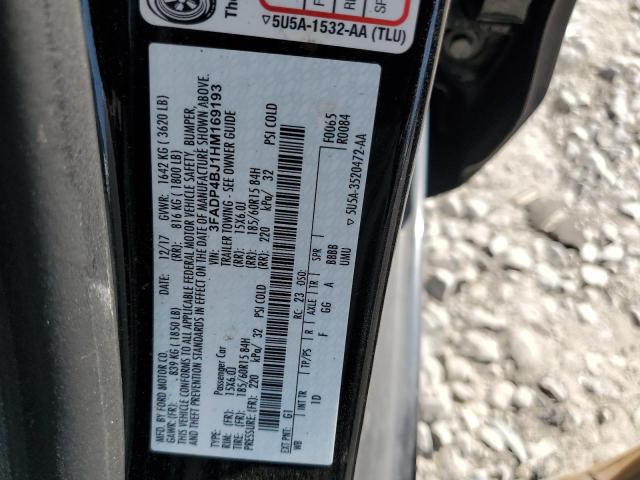 MFD. BY FORD MOTOR CO.
DATE: 12/17 GVWR: 1642 KG ( 3620 LB)
GAWR: (FR): 839 KG ( 1850 LB) (RR): 816 KG ( 1800 LB)
THIS VEHICLE CONFORMS TO ALL APPLICABLE FEDERAL MOTOR VEHICLE SAFETY, BUMPER,
AND THEFT PREVENTION STANDARDS IN EFFECT ON THE DATE OF MANUFACTURE SHOWN ABOVE.
VIN: 3FADP4BJ1HM169193
Passenger Car TRAILER TOWING - SEE OWNER GUIDE
RIM: (FR): 15X6.0J (RR): 15X6.0J
TIRE: (FR): 185/60R15 84H (RR): 185/60R15 84H
PRESSURE: (FR): 220 kPa/ 32 PSI COLD (RR): 220 kPa/ 32 PSI COLD
EXT PNT: G1 RC: 23 DSO: F0065
WB INT TR TP/PS R AXLE TR SPR R0084
1D F GG A BBBB
UMU
▽5U5A-3520472-AA
▽5U5A-1532-AA (TLU)